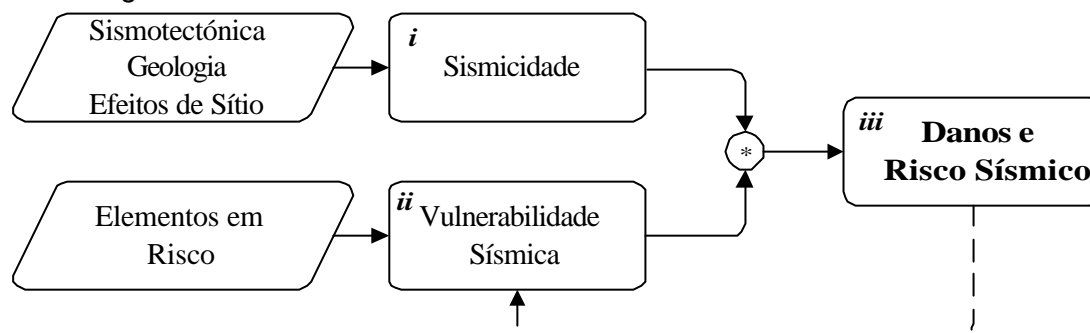 Sismotectónica
Geologia
Efeitos de Sítio
i
Sismicidade
*
iii
Danos e
Risco Sísmico
Elementos em
Risco
ii
Vulnerabilidade
Sísmica